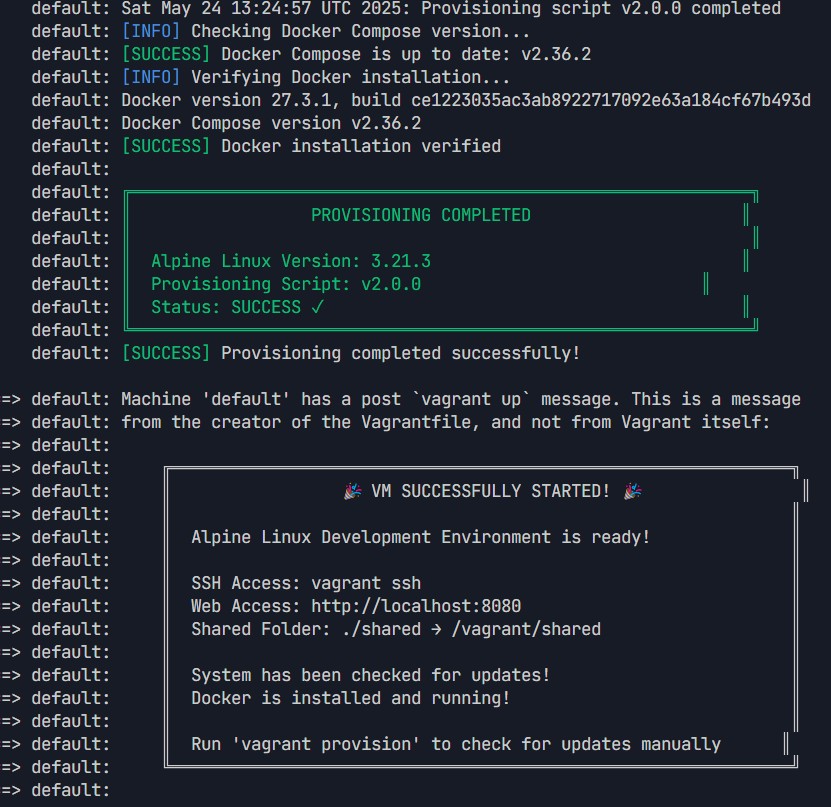 default: Sat May 24 13:24:57 UTC 2025: Provisioning script v2.0.0 completed
default: [INFO] Checking Docker Compose version...
default: [SUCCESS] Docker Compose is up to date: v2.36.2
default: [INFO] Verifying Docker installation...
default: Docker version 27.3.1, build ce1223035ac3ab8922717092e63a184cf67b493d
default: Docker Compose version v2.36.2
default: [SUCCESS] Docker installation verified
default:
default:
default: PROVISIONING COMPLETED
default:
default: Alpine Linux Version: 3.21.3
default: Provisioning Script: v2.0.0
default: Status: SUCCESS ✓
default:
default: [SUCCESS] Provisioning completed successfully!
=> default: Machine 'default' has a post `vagrant up` message. This is a message
=> default: from the creator of the Vagrantfile, and not from Vagrant itself:
=> default:
=> default:
=> default: 🎉 VM SUCCESSFULLY STARTED! 🎉
=> default:
=> default: Alpine Linux Development Environment is ready!
=> default:
=> default: SSH Access: vagrant ssh
=> default: Web Access: http://localhost:8080
=> default: Shared Folder: ./shared → /vagrant/shared
=> default:
=> default: System has been checked for updates!
=> default: Docker is installed and running!
=> default:
=> default: Run 'vagrant provision' to check for updates manually
=> default:
=> default: